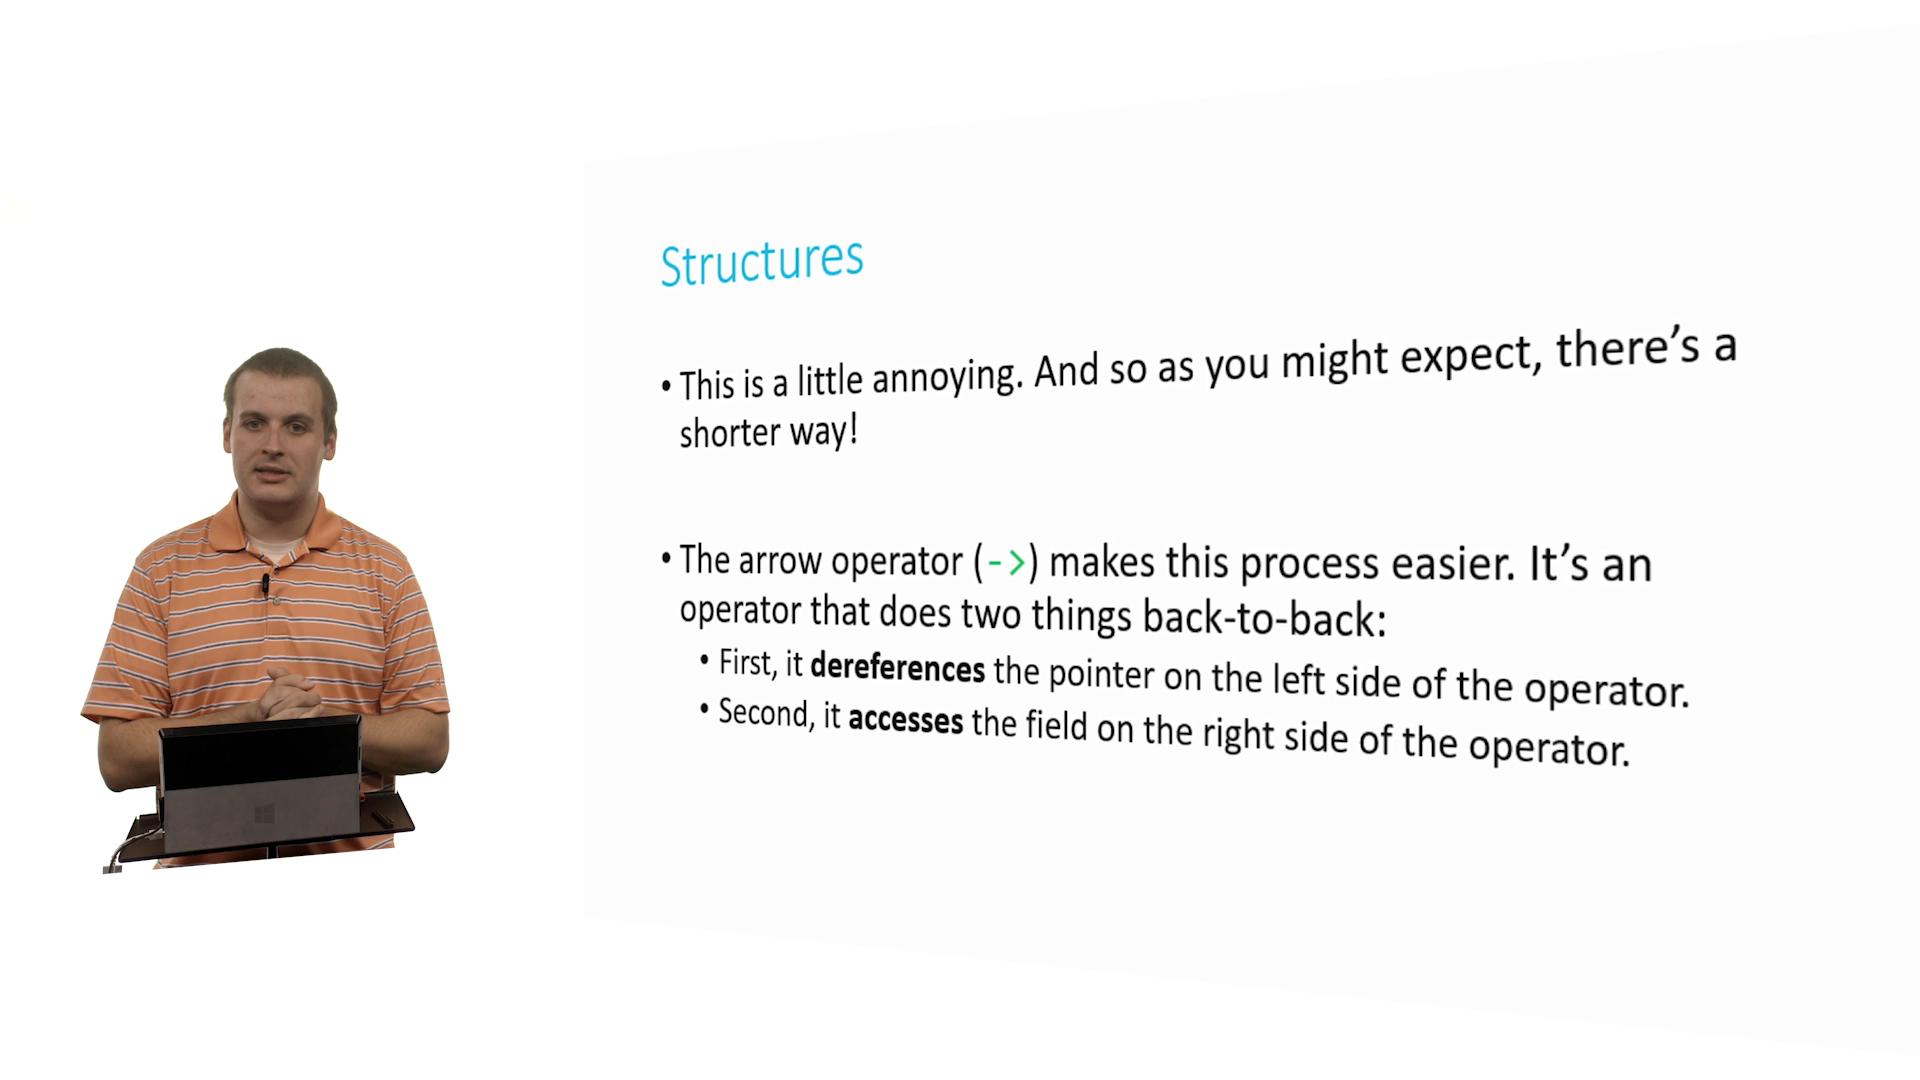 Structures
• This is a little annoying. And so as you might expect, there’s a
shorter way!
• The arrow operator (->) makes this process easier. It’s an
operator that does two things back-to-back:
• First, it dereferences the pointer on the left side of the operator.
• Second, it accesses the field on the right side of the operator.